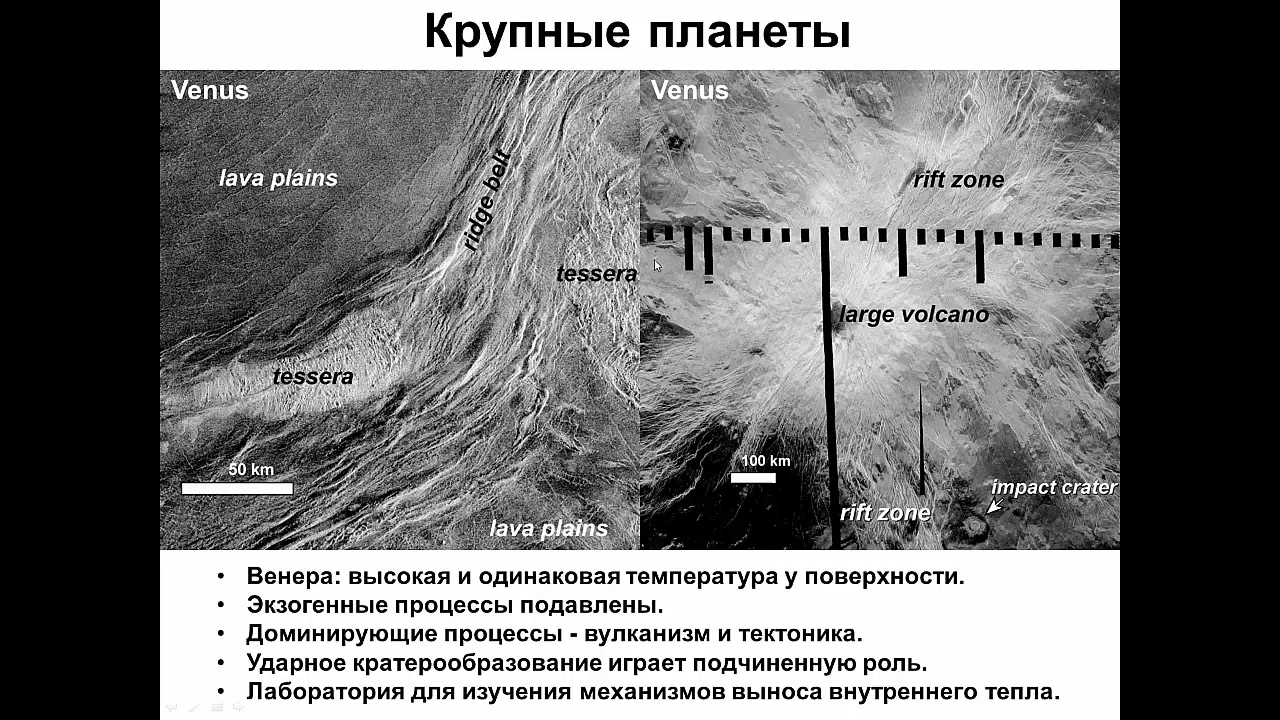 Крупные планеты
Venus
lava plains
ridge belt
tessera
tessera
50 km
lava plains
Venus
rift zone
large volcano
100 km
impact crater
rift zone
• Венера: высокая и одинаковая температура у поверхности.
• Экзогенные процессы подавлены.
• Доминирующие процессы - вулканизм и тектоника.
• Ударное кратерообразование играет подчиненную роль.
• Лаборатория для изучения механизмов выноса внутреннего тепла.